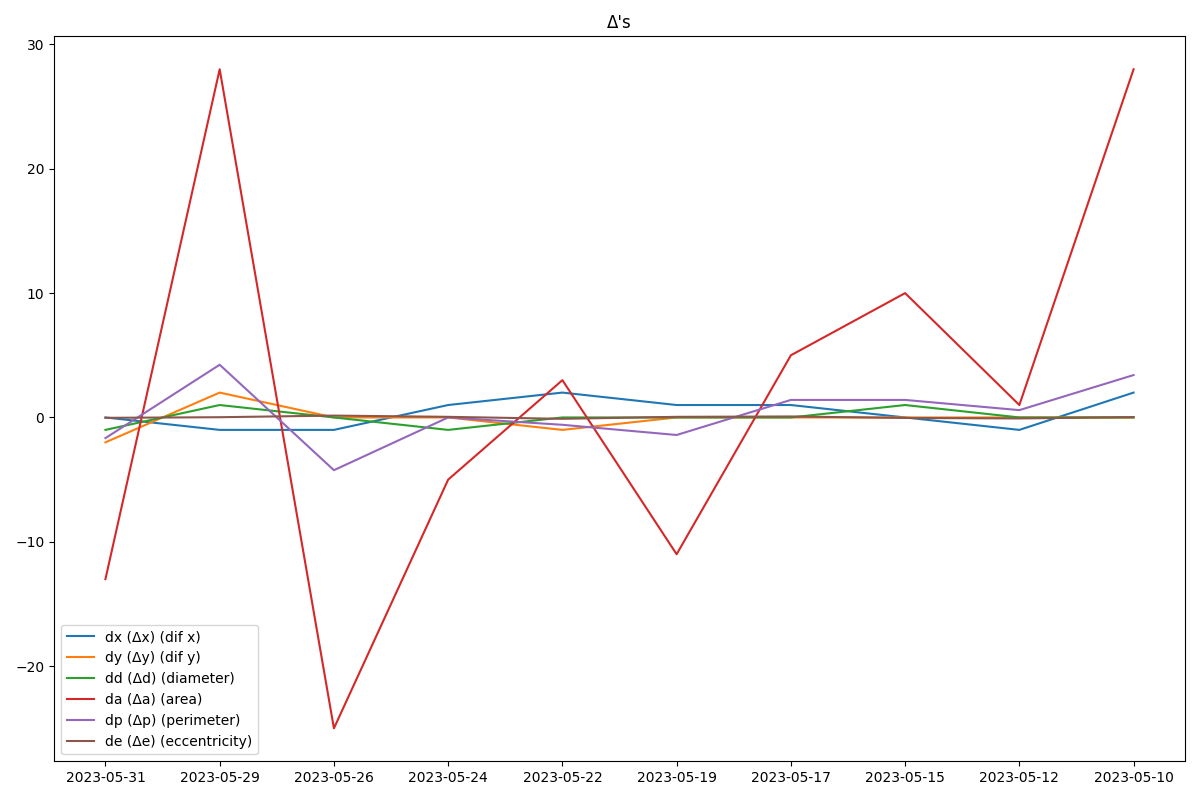 Δ's
30
20
10
0
−10
−20
dx (Δx) (dif x)
dy (Δy) (dif y)
dd (Δd) (diameter)
da (Δa) (area)
dp (Δp) (perimeter)
de (Δe) (eccentricity)
2023-05-31 2023-05-29 2023-05-26 2023-05-24 2023-05-22 2023-05-19 2023-05-17 2023-05-15 2023-05-12 2023-05-10